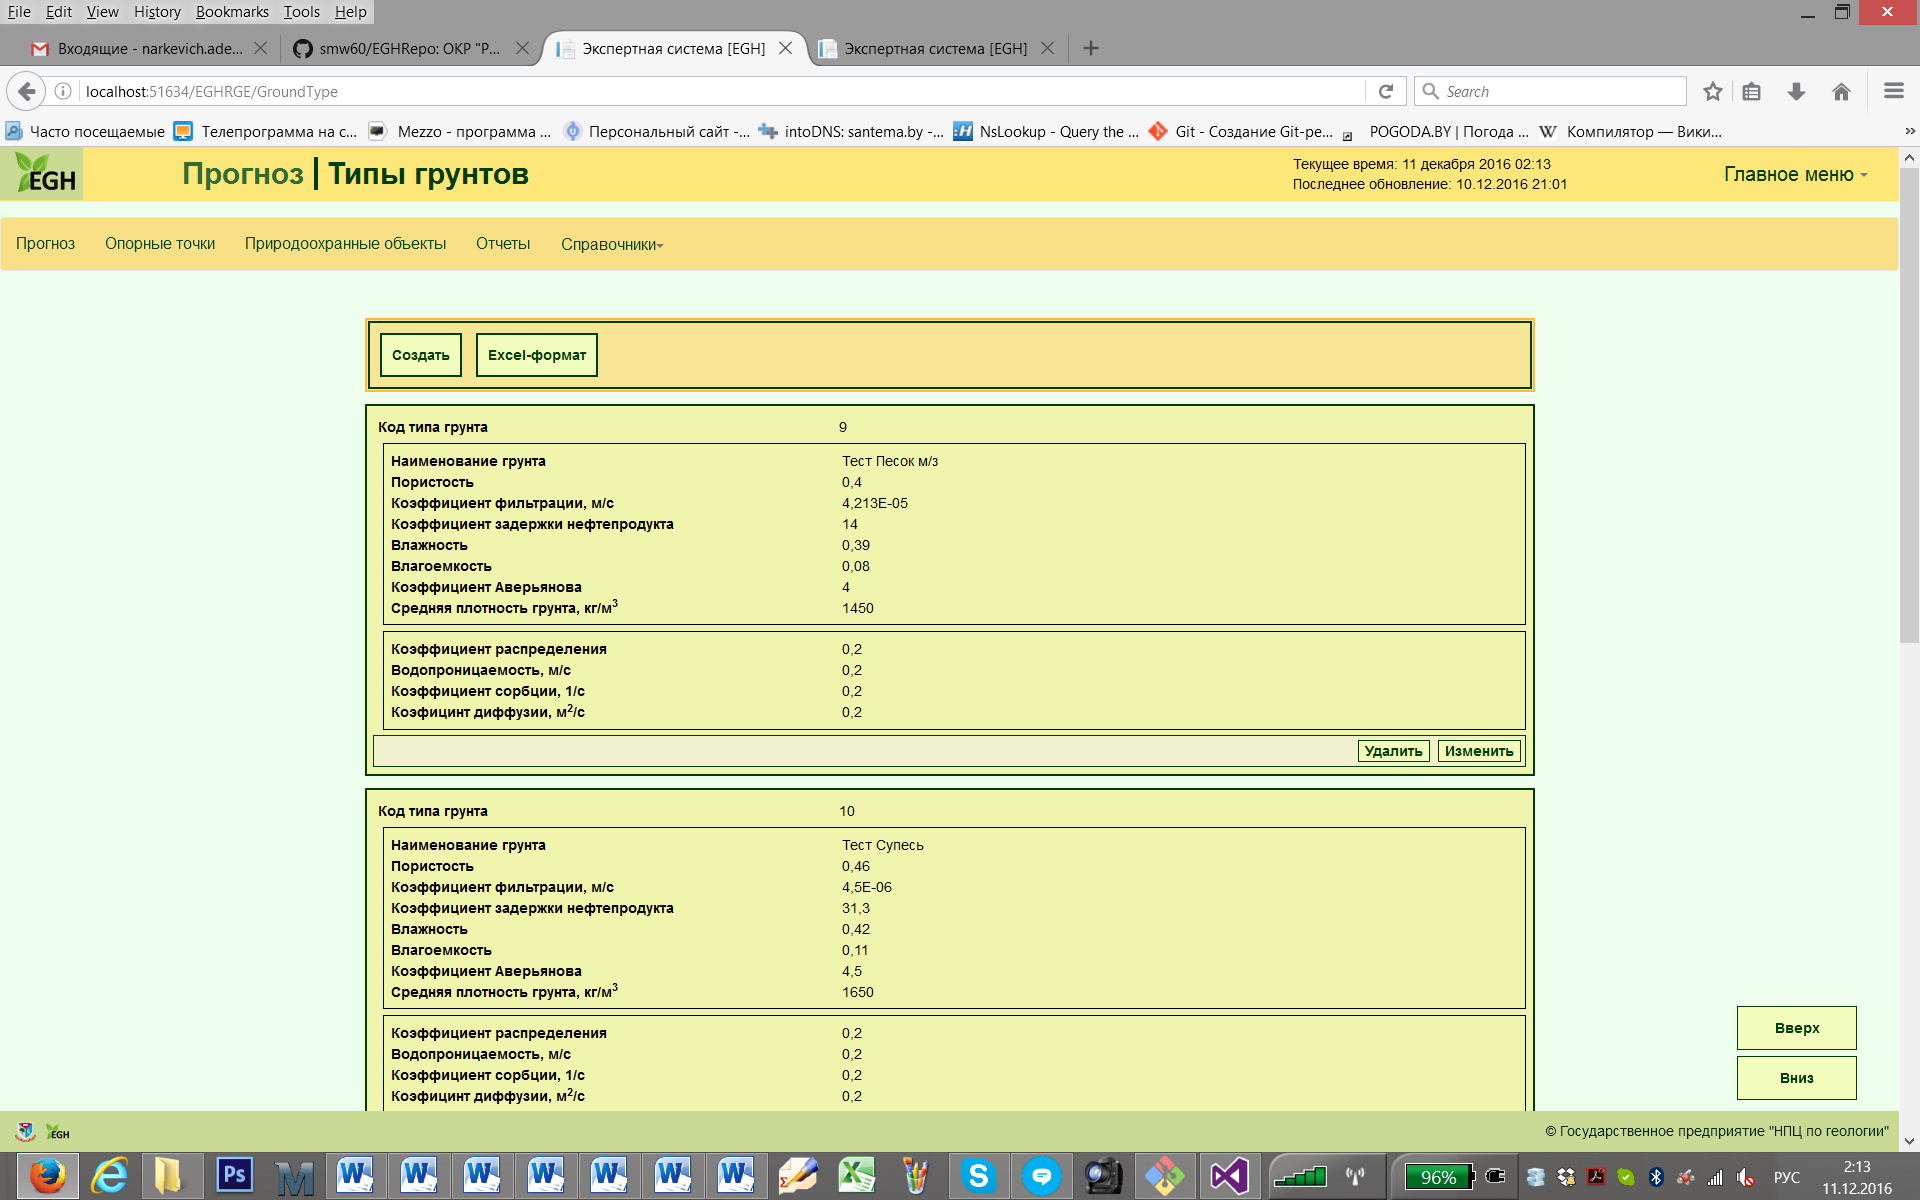 File Edit View History Bookmarks Tools Help
Входящие - narkevich.ade... smw60/EGHRepo: ОКР "Р... Экспертная система [EGH] Экспертная система [EGH]
localhost:51634/EGHRGE/GroundType Search
Часто посещаемые Телепрограмма на с... Mezzo - программа ... Персональный сайт -... intoDNS: santema.by -... NsLookup - Query the ... Git - Создание Git-ре... POGODA.BY | Погода ... Компилятор — Вики...
EGH Прогноз | Типы грунтов
Текущее время: 11 декабря 2016 02:13
Последнее обновление: 10.12.2016 21:01
Главное меню
Прогноз Опорные точки Природоохранные объекты Отчеты Справочники
Создать Excel-формат
Код типа грунта 9
Наименование грунта Тест Песок м/з
Пористость 0,4
Коэффициент фильтрации, м/с 4,213E-05
Коэффициент задержки нефтепродукта 14
Влажность 0,39
Влагоемкость 0,08
Коэффициент Аверьянова 4
Средняя плотность грунта, кг/м3 1450
Коэффициент распределения 0,2
Водопроницаемость, м/с 0,2
Коэффициент сорбции, 1/с 0,2
Коэфицинт диффузии, м2/с 0,2
Удалить Изменить
Код типа грунта 10
Наименование грунта Тест Супесь
Пористость 0,46
Коэффициент фильтрации, м/с 4,5E-06
Коэффициент задержки нефтепродукта 31,3
Влажность 0,42
Влагоемкость 0,11
Коэффициент Аверьянова 4,5
Средняя плотность грунта, кг/м3 1650
Коэффициент распределения 0,2
Водопроницаемость, м/с 0,2
Коэффициент сорбции, 1/с 0,2
Коэфицинт диффузии, м2/с 0,2
Вверх
Вниз
EGH © Государственное предприятие "НПЦ по геологии"
96% РУС 2:13
11.12.2016